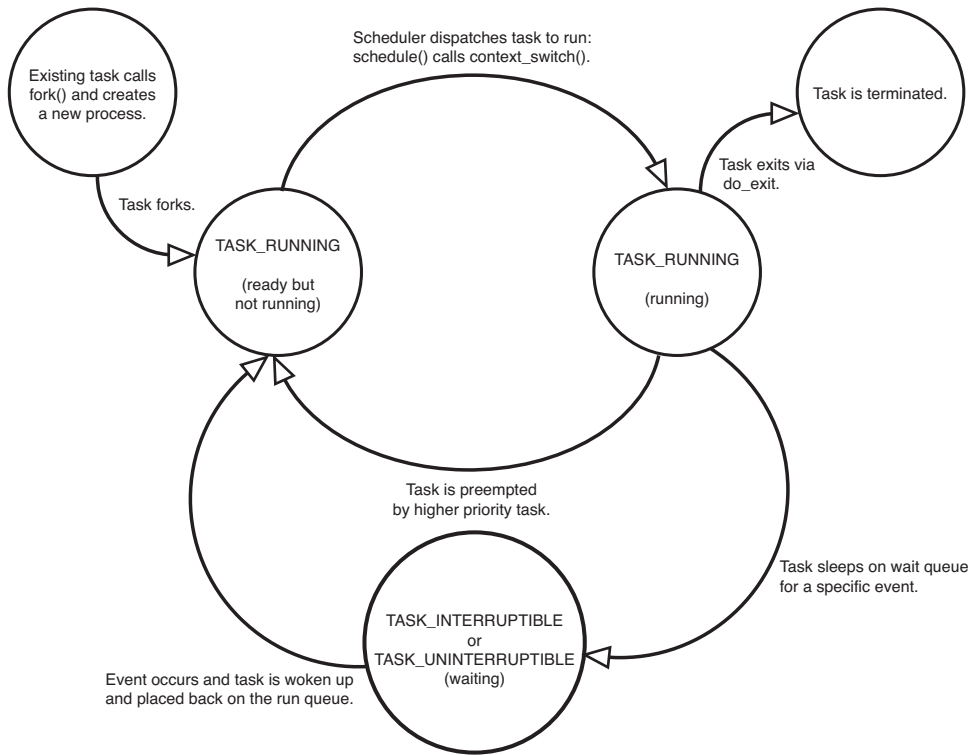 Scheduler dispatches task to run:
schedule() calls context_switch().
Existing task calls
fork() and creates
a new process.
Task is terminated.
Task exits via
do_exit.
Task forks.
TASK_RUNNING
(ready but
not running)
TASK_RUNNING
(running)
Task is preempted
by higher priority task.
Task sleeps on wait queue
for a specific event.
TASK_INTERRUPTIBLE
or
TASK_UNINTERRUPTIBLE
(waiting)
Event occurs and task is woken up
and placed back on the run queue.